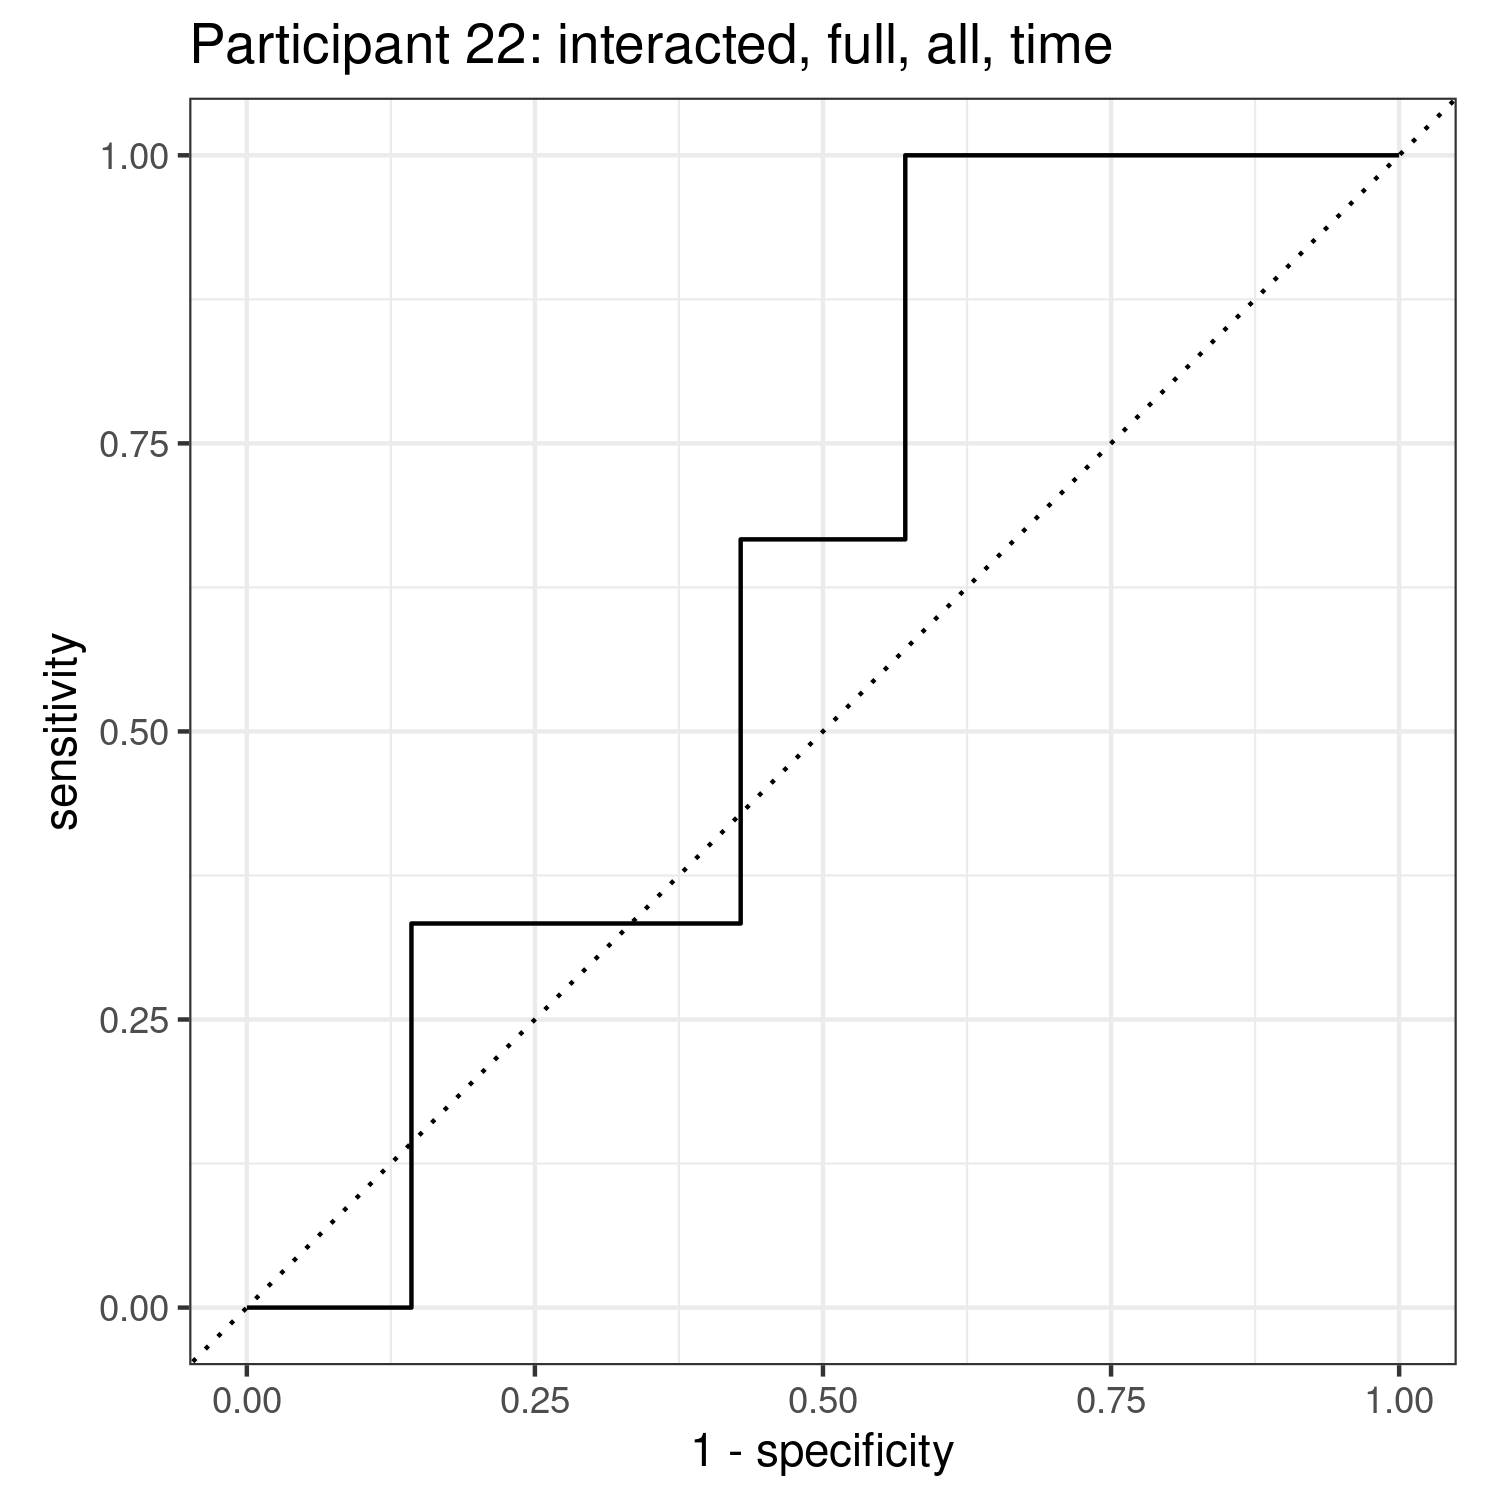 Participant 22: interacted, full, all, time
1.00
0.75
0.50
0.25
0.00
sensitivity
0.00 0.25 0.50 0.75 1.00
1 - specificity